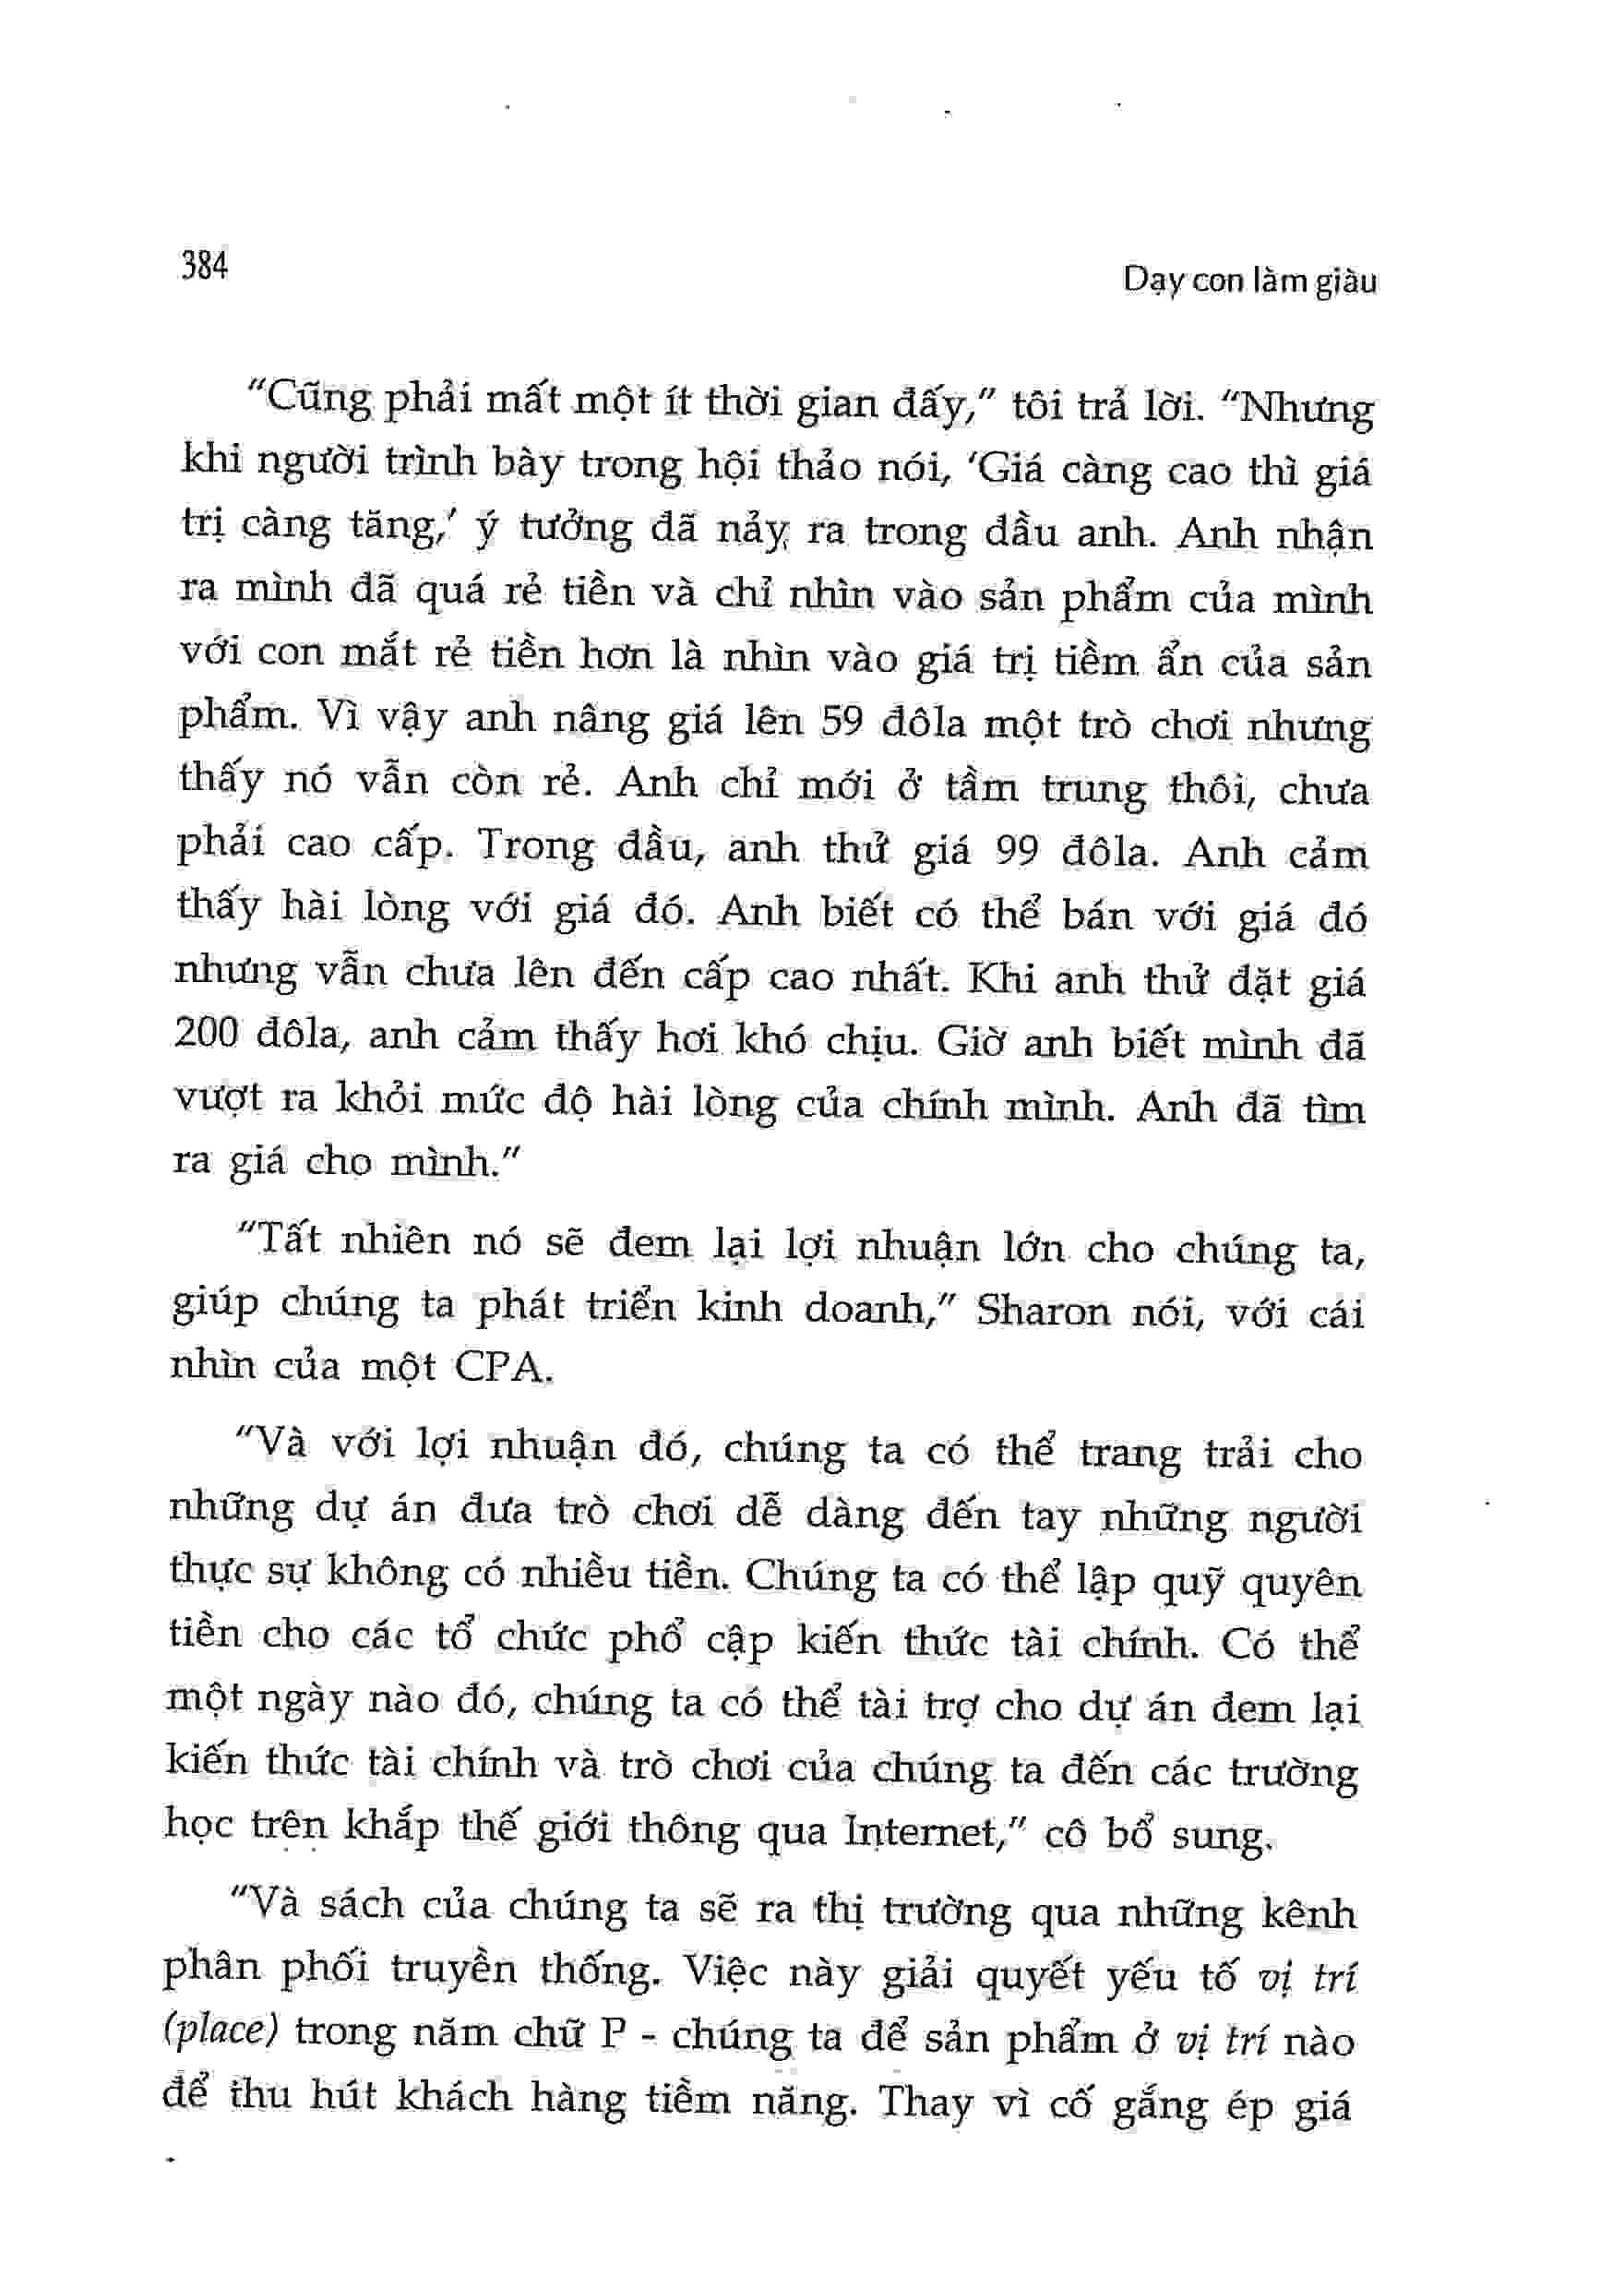 384
Dạy con làm giàu
“Cũng phải mất một ít thời gian đấy,” tôi trả lời. “Nhưng
khi người trình bày trong hội thảo nói, ‘Giá càng cao thì giá
trị càng tăng,’ ý tưởng đã nảy ra trong đầu anh. Anh nhận
ra mình đã quá rẻ tiền và chỉ nhìn vào sản phẩm của mình
với con mắt rẻ tiền hơn là nhìn vào giá trị tiềm ẩn của sản
phẩm. Vì vậy anh nâng giá lên 59 đôla một trò chơi nhưng
thấy nó vẫn còn rẻ. Anh chỉ mới ở tầm trung thôi, chưa
phải cao cấp. Trong đầu, anh thử giá 99 đôla. Anh cảm
thấy hài lòng với giá đó. Anh biết có thể bán với giá đó
nhưng vẫn chưa lên đến cấp cao nhất. Khi anh thử đặt giá
200 đôla, anh cảm thấy hơi khó chịu. Giờ anh biết mình đã
vượt ra khỏi mức độ hài lòng của chính mình. Anh đã tìm
ra giá cho mình.”
“Tất nhiên nó sẽ đem lại lợi nhuận lớn cho chúng ta,
giúp chúng ta phát triển kinh doanh,” Sharon nói, với cái
nhìn của một CPA.
“Và với lợi nhuận đó, chúng ta có thể trang trải cho
những dự án đưa trò chơi dễ dàng đến tay những người
thực sự không có nhiều tiền. Chúng ta có thể lập quỹ quyên
tiền cho các tổ chức phổ cập kiến thức tài chính. Có thể
một ngày nào đó, chúng ta có thể tài trợ cho dự án đem lại
kiến thức tài chính và trò chơi của chúng ta đến các trường
học trên khắp thế giới thông qua Internet,” cô bổ sung.
“Và sách của chúng ta sẽ ra thị trường qua những kênh
phân phối truyền thống. Việc này giải quyết yếu tố vị trí
(place) trong năm chữ P - chúng ta để sản phẩm ở vị trí nào
để thu hút khách hàng tiềm năng. Thay vì cố gắng ép giá